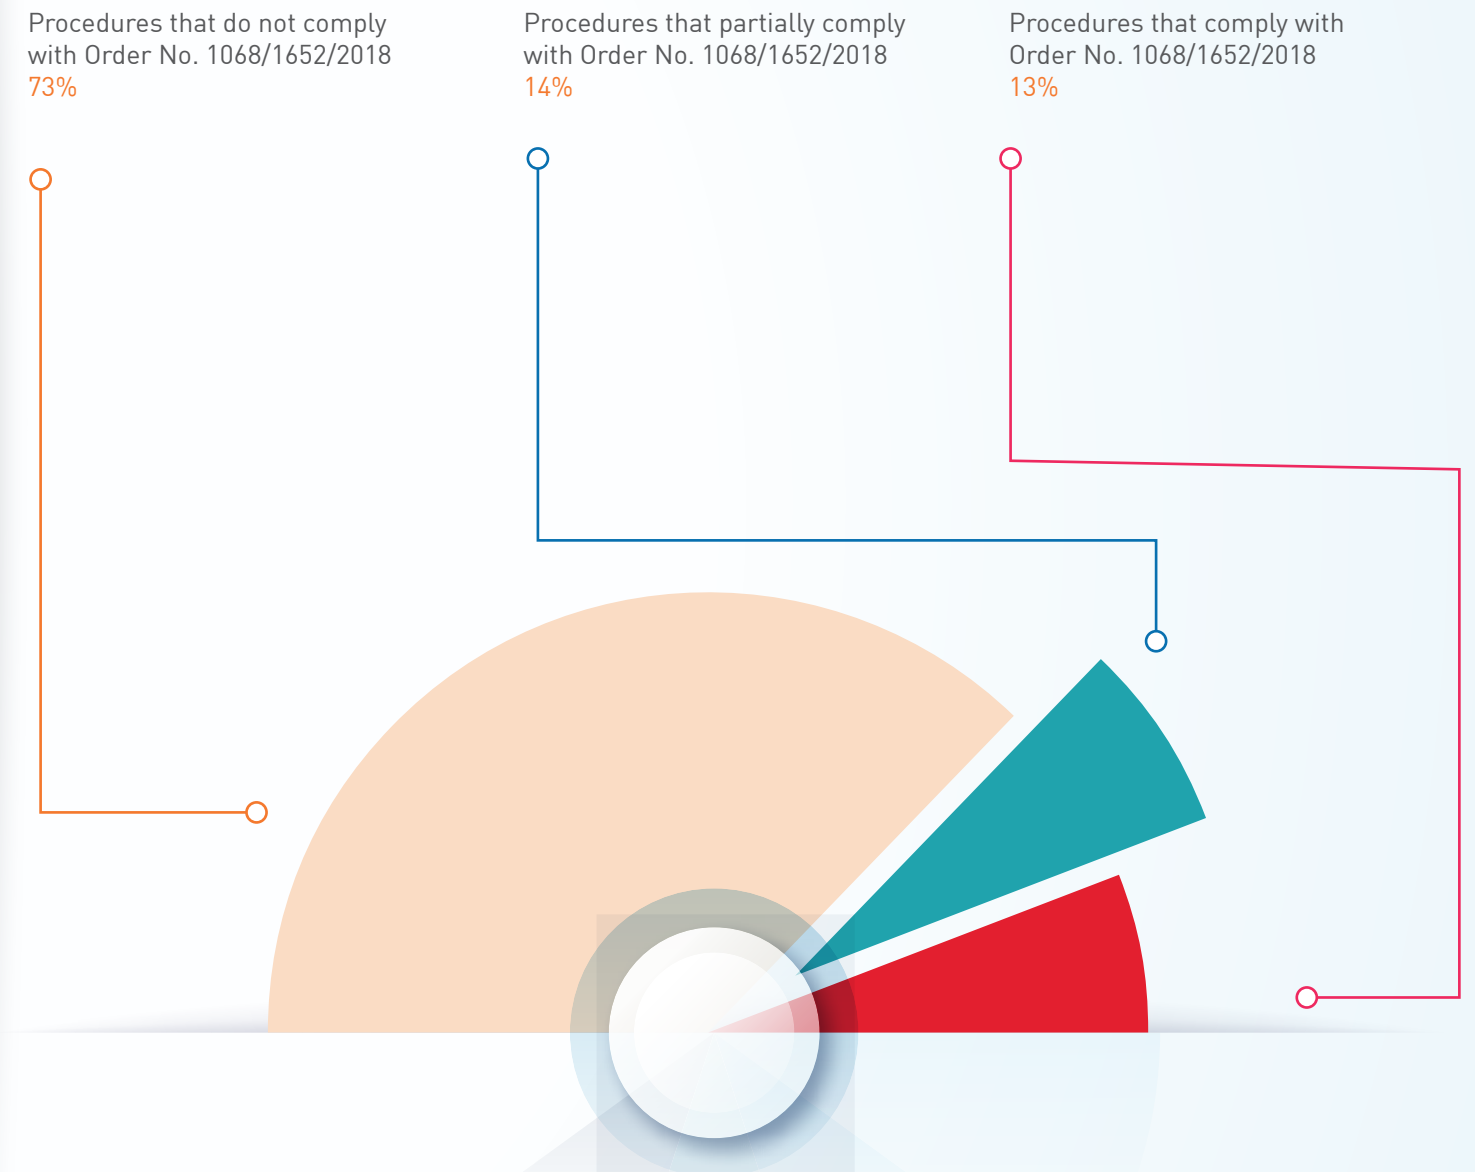 Procedures that do not comply
with Order No. 1068/1652/2018
73%
Procedures that partially comply
with Order No. 1068/1652/2018
14%
Procedures that comply with
Order No. 1068/1652/2018
13%